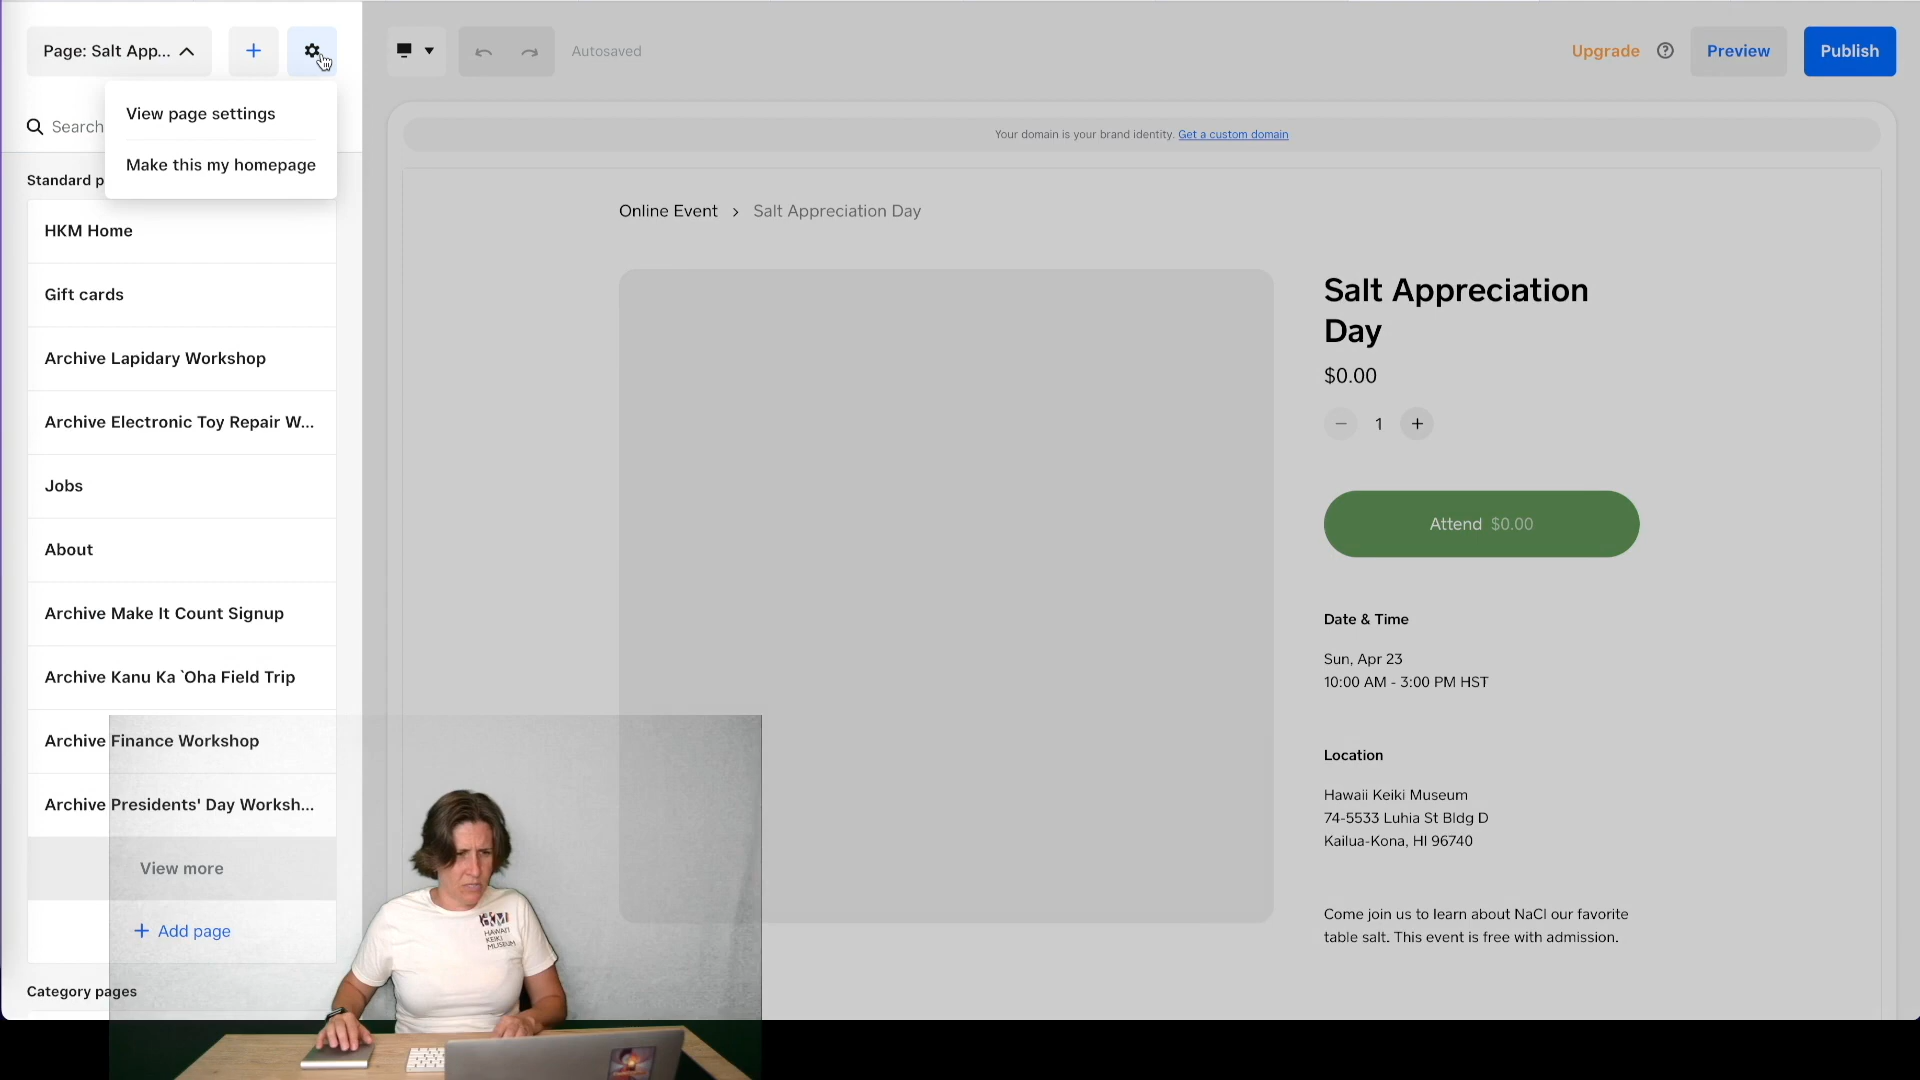 Page: Salt App...
Autosaved
Upgrade
Preview
Publish
View page settings
Make this my homepage
Search
Standard p
HKM Home
Gift cards
Archive Lapidary Workshop
Archive Electronic Toy Repair W...
Jobs
About
Archive Make It Count Signup
Archive Kanu Ka `Oha Field Trip
Archive Finance Workshop
Archive Presidents' Day Worksh...
View more
+ Add page
Category pages
Your domain is your brand identity. Get a custom domain
Online Event > Salt Appreciation Day
Salt Appreciation
Day
$0.00
− 1 +
Attend $0.00
Date & Time
Sun, Apr 23
10:00 AM - 3:00 PM HST
Location
Hawaii Keiki Museum
74-5533 Luhia St Bldg D
Kailua-Kona, HI 96740
Come join us to learn about NaCl our favorite
table salt. This event is free with admission.
HKM
HAWAI'I
KEIKI
MUSEUM